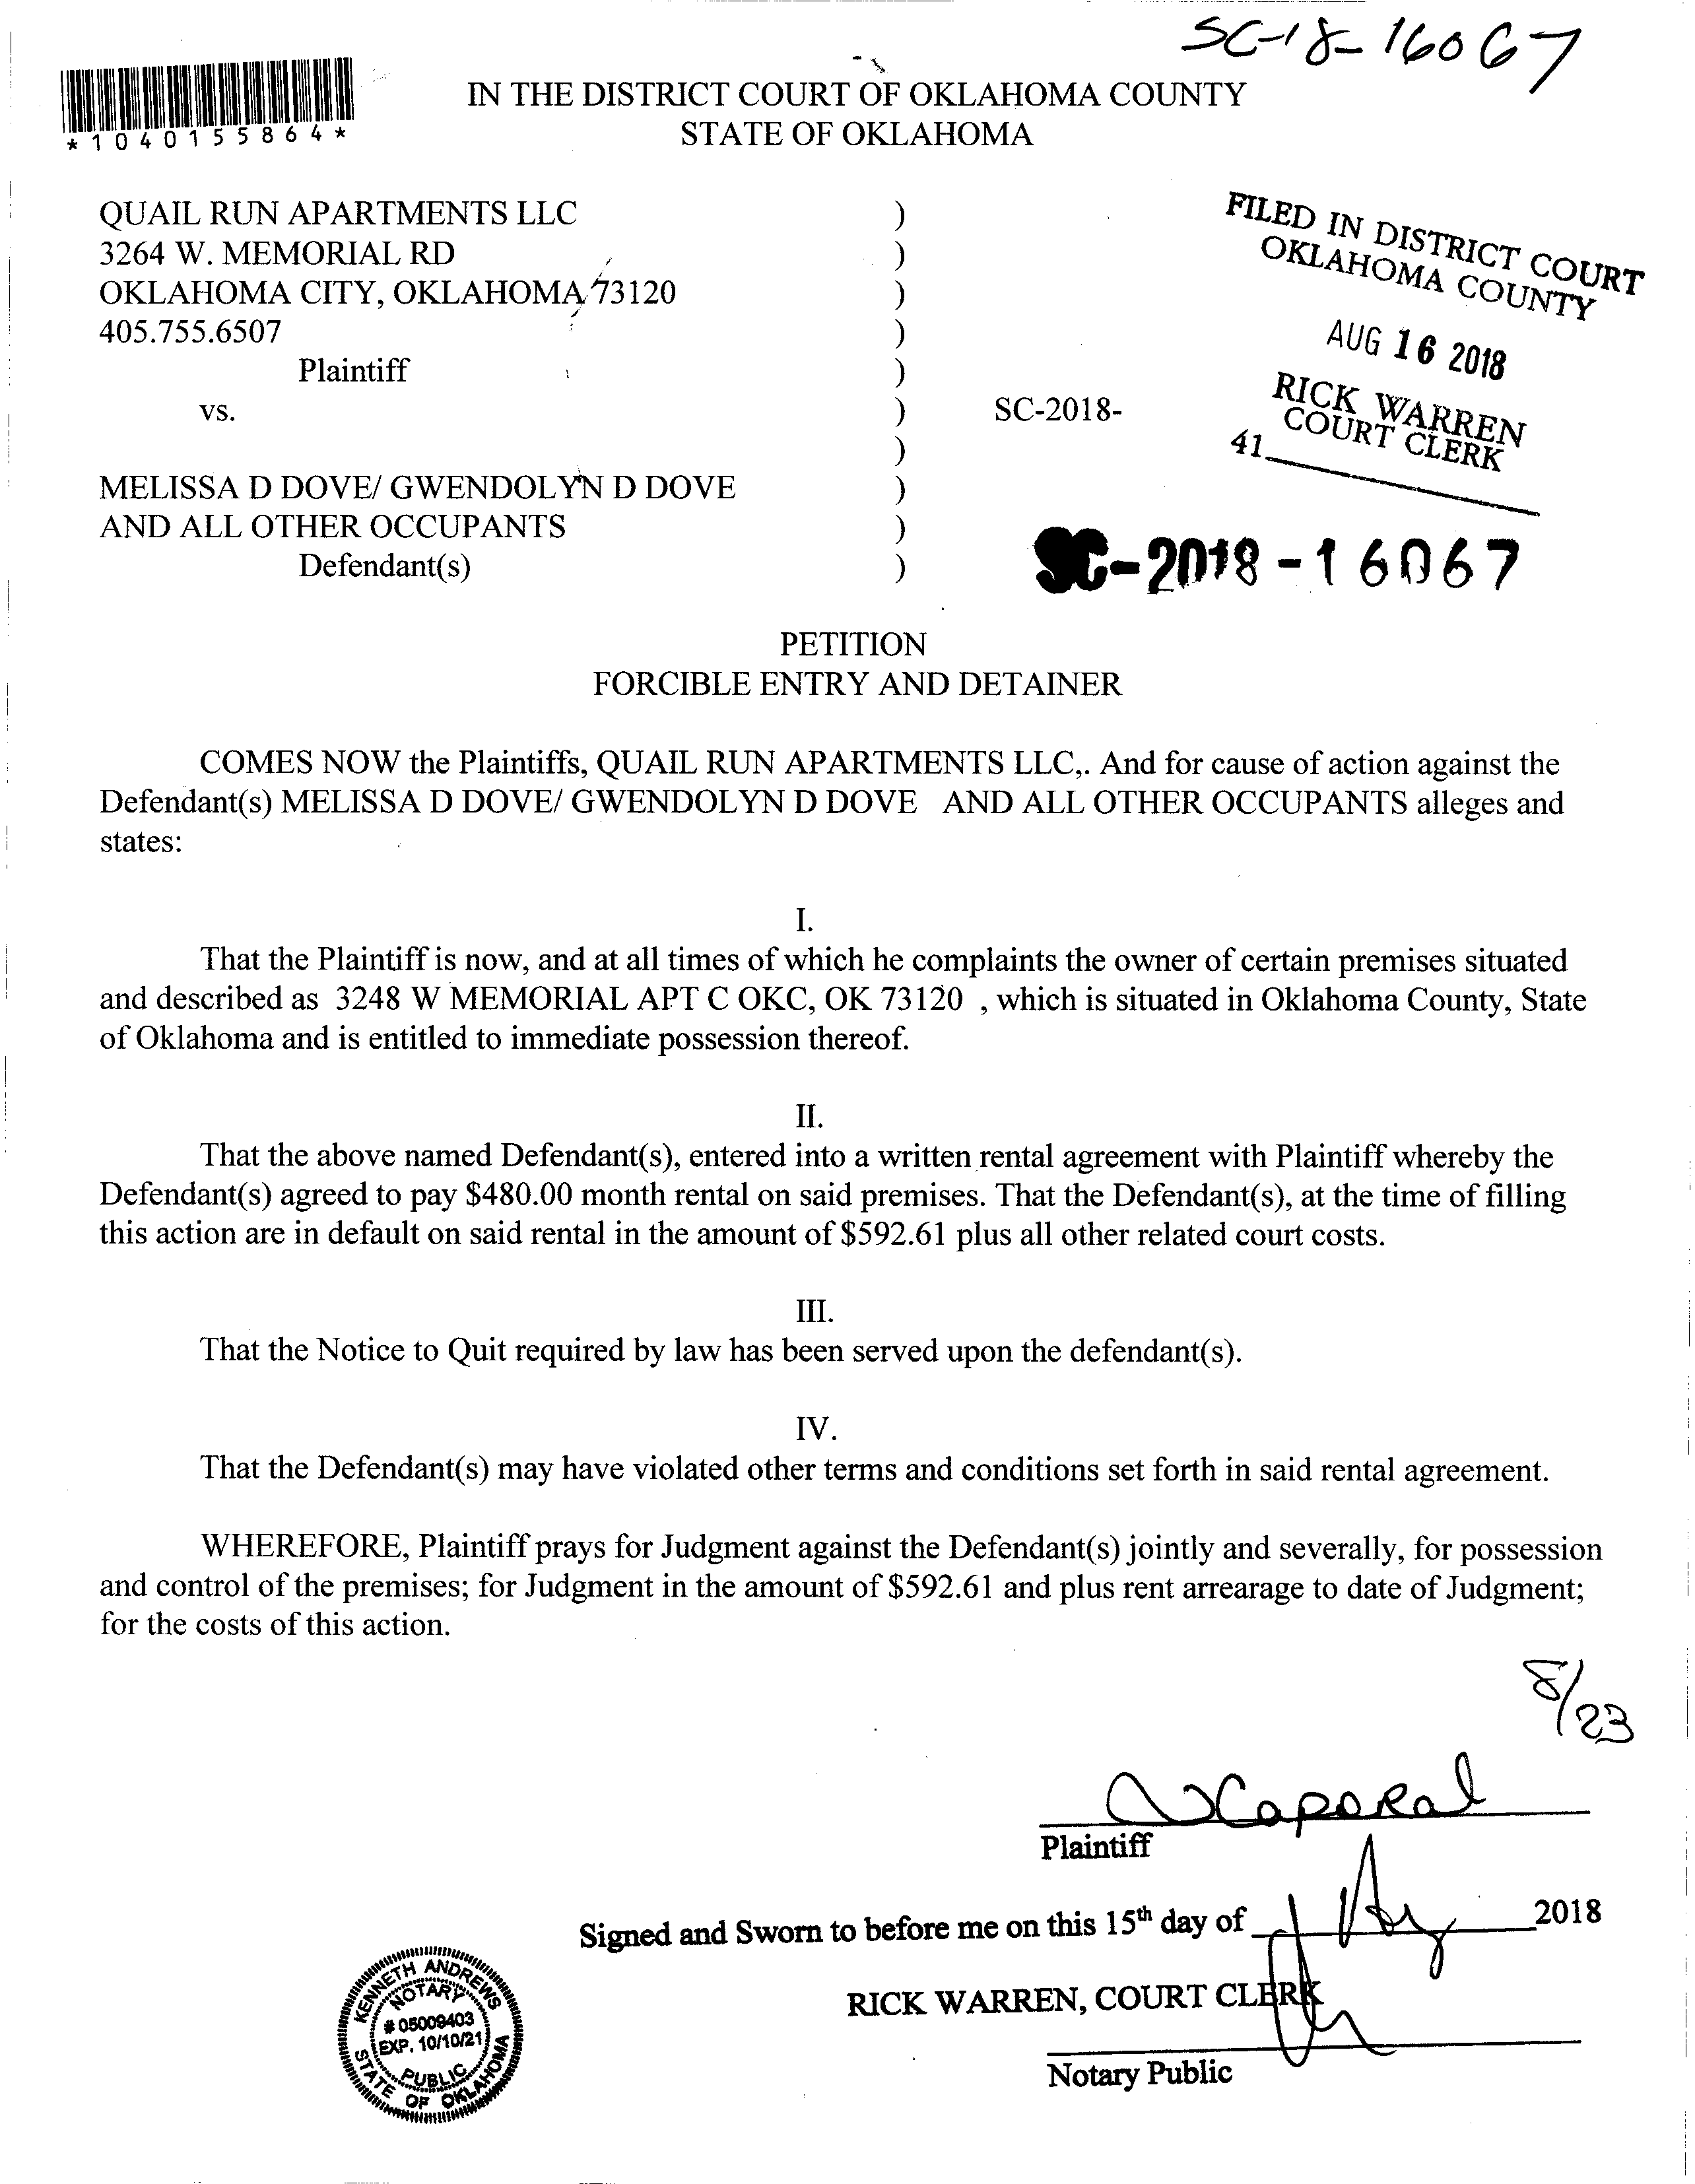 SC-18-16067
*1040155864*
IN THE DISTRICT COURT OF OKLAHOMA COUNTY
STATE OF OKLAHOMA
QUAIL RUN APARTMENTS LLC )
3264 W. MEMORIAL RD )
OKLAHOMA CITY, OKLAHOMA 73120 )
405.755.6507 )
Plaintiff )
vs. ) SC-2018-
)
MELISSA D DOVE/ GWENDOLYN D DOVE )
AND ALL OTHER OCCUPANTS )
Defendant(s) )
FILED IN DISTRICT COURT
OKLAHOMA COUNTY
AUG 16 2018
RICK WARREN
COURT CLERK
41
SC-2018-16067
PETITION
FORCIBLE ENTRY AND DETAINER
COMES NOW the Plaintiffs, QUAIL RUN APARTMENTS LLC,. And for cause of action against the
Defendant(s) MELISSA D DOVE/ GWENDOLYN D DOVE AND ALL OTHER OCCUPANTS alleges and
states:
I.
That the Plaintiff is now, and at all times of which he complaints the owner of certain premises situated
and described as 3248 W MEMORIAL APT C OKC, OK 73120 , which is situated in Oklahoma County, State
of Oklahoma and is entitled to immediate possession thereof.
II.
That the above named Defendant(s), entered into a written rental agreement with Plaintiff whereby the
Defendant(s) agreed to pay $480.00 month rental on said premises. That the Defendant(s), at the time of filling
this action are in default on said rental in the amount of $592.61 plus all other related court costs.
III.
That the Notice to Quit required by law has been served upon the defendant(s).
IV.
That the Defendant(s) may have violated other terms and conditions set forth in said rental agreement.
WHEREFORE, Plaintiff prays for Judgment against the Defendant(s) jointly and severally, for possession
and control of the premises; for Judgment in the amount of $592.61 and plus rent arrearage to date of Judgment;
for the costs of this action.
8/23
Caporal
Plaintiff
Signed and Sworn to before me on this 15th day of 2018
RICK WARREN, COURT CLERK
Notary Public
KENNETH ANDREWS
NOTARY
# 05009403
EXP. 10/10/21
PUBLIC
STATE OF OKLAHOMA